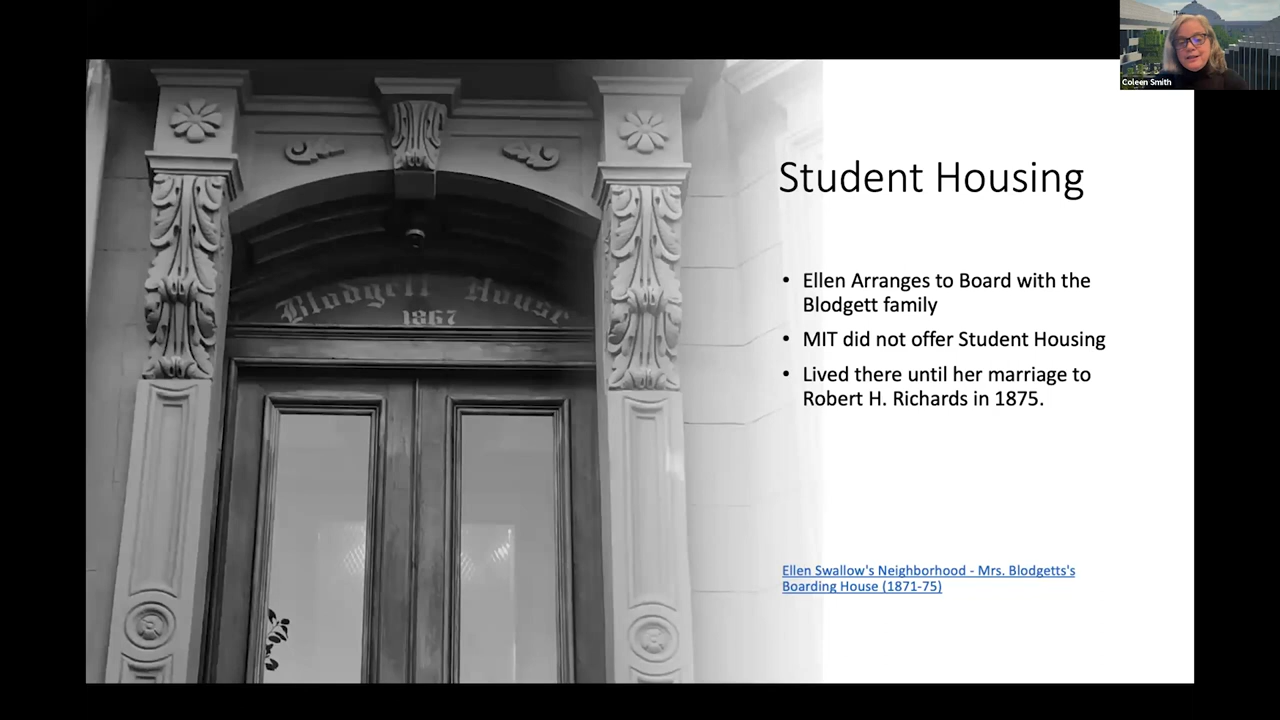 Coleen Smith
Blodgett House
1867
Student Housing
• Ellen Arranges to Board with the
Blodgett family
• MIT did not offer Student Housing
• Lived there until her marriage to
Robert H. Richards in 1875.
Ellen Swallow's Neighborhood - Mrs. Blodgetts's
Boarding House (1871-75)